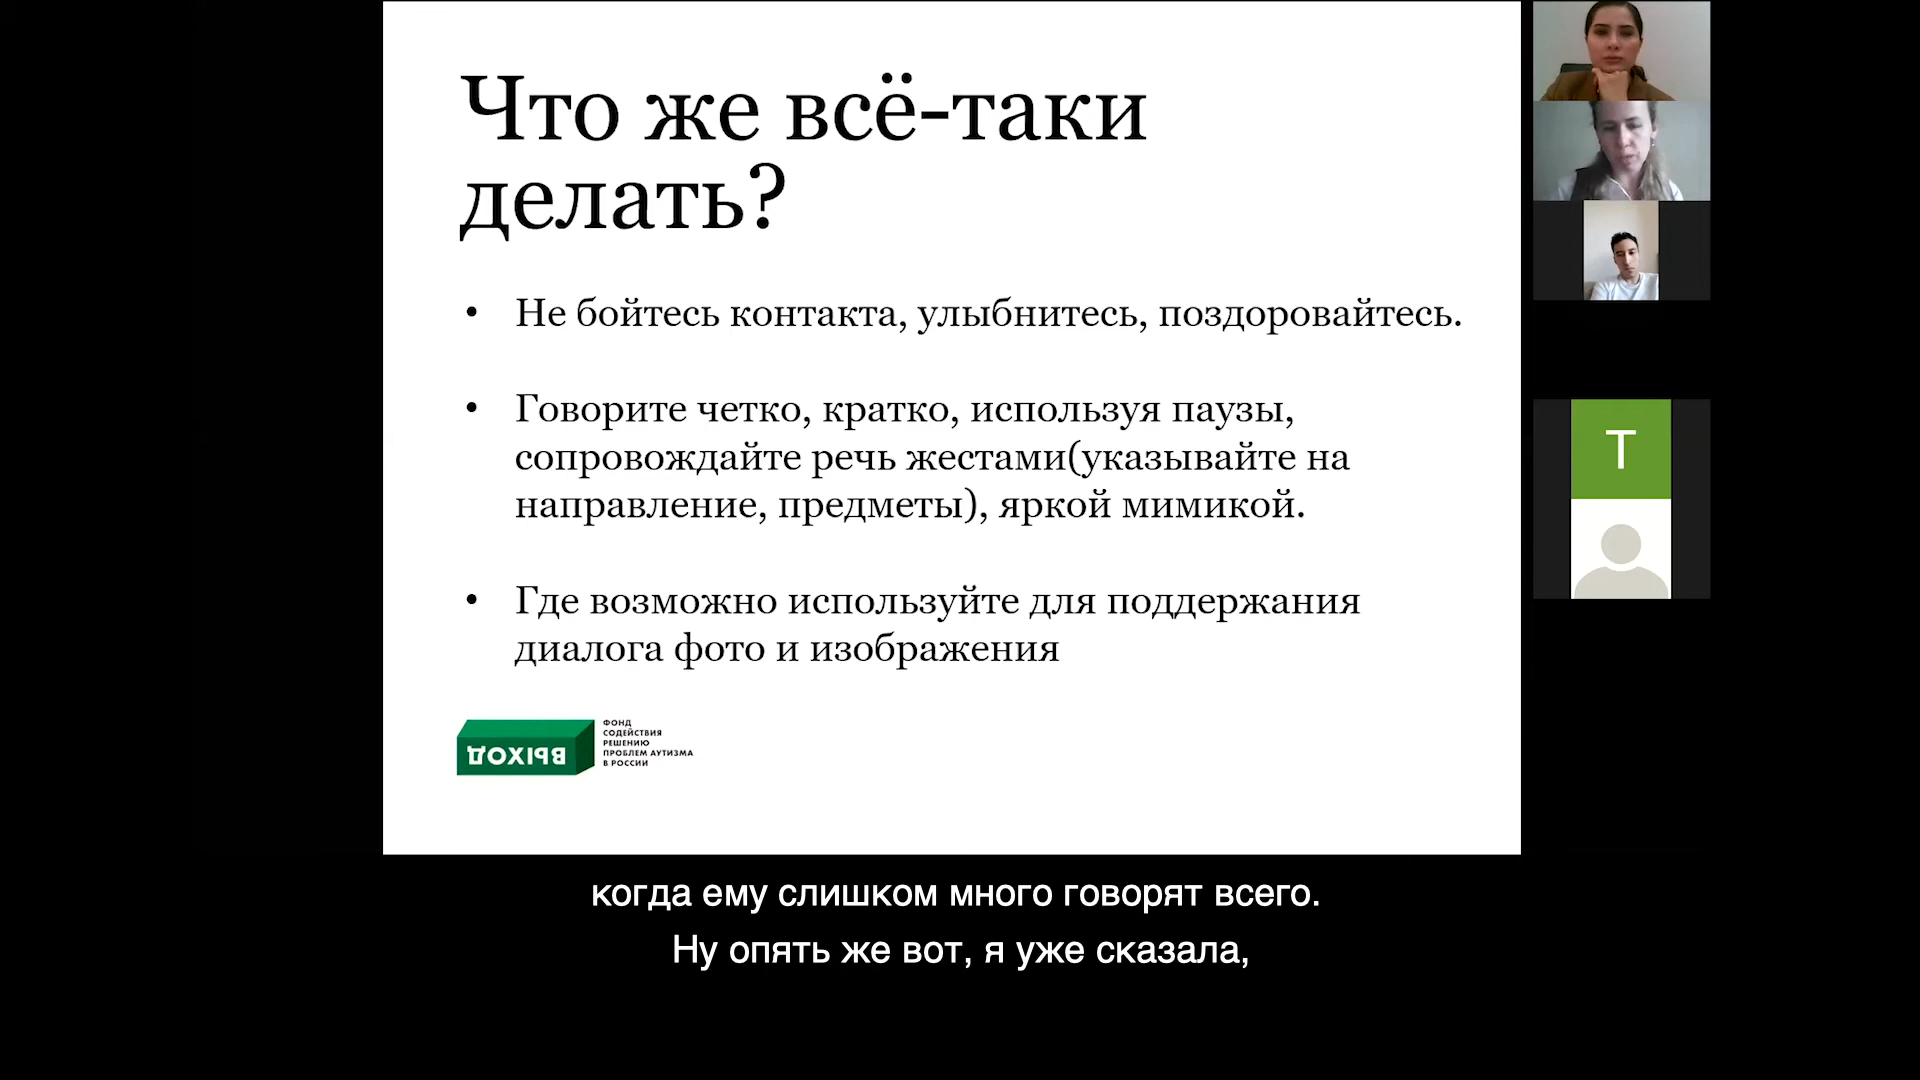 Что же всё-таки
делать?
• Не бойтесь контакта, улыбнитесь, поздоровайтесь.
• Говорите четко, кратко, используя паузы,
сопровождайте речь жестами(указывайте на
направление, предметы), яркой мимикой.
• Где возможно используйте для поддержания
диалога фото и изображения
ВЫХОД
ФОНД
СОДЕЙСТВИЯ
РЕШЕНИЮ
ПРОБЛЕМ АУТИЗМА
В РОССИИ
T
когда ему слишком много говорят всего.
Ну опять же вот, я уже сказала,